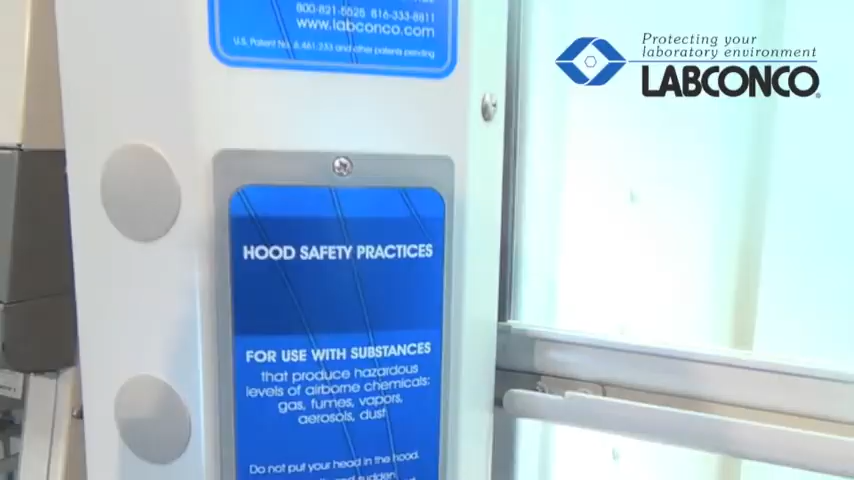 800-821-5525 816-333-8811
www.labconco.com
U.S. Patent No. 6,461,233 and other patents pending
Protecting your
laboratory environment
LABCONCO
HOOD SAFETY PRACTICES
FOR USE WITH SUBSTANCES
that produce hazardous
levels of airborne chemicals:
gas, fumes, vapors,
aerosols, dust
Do not put your head in the hood.
and sudden